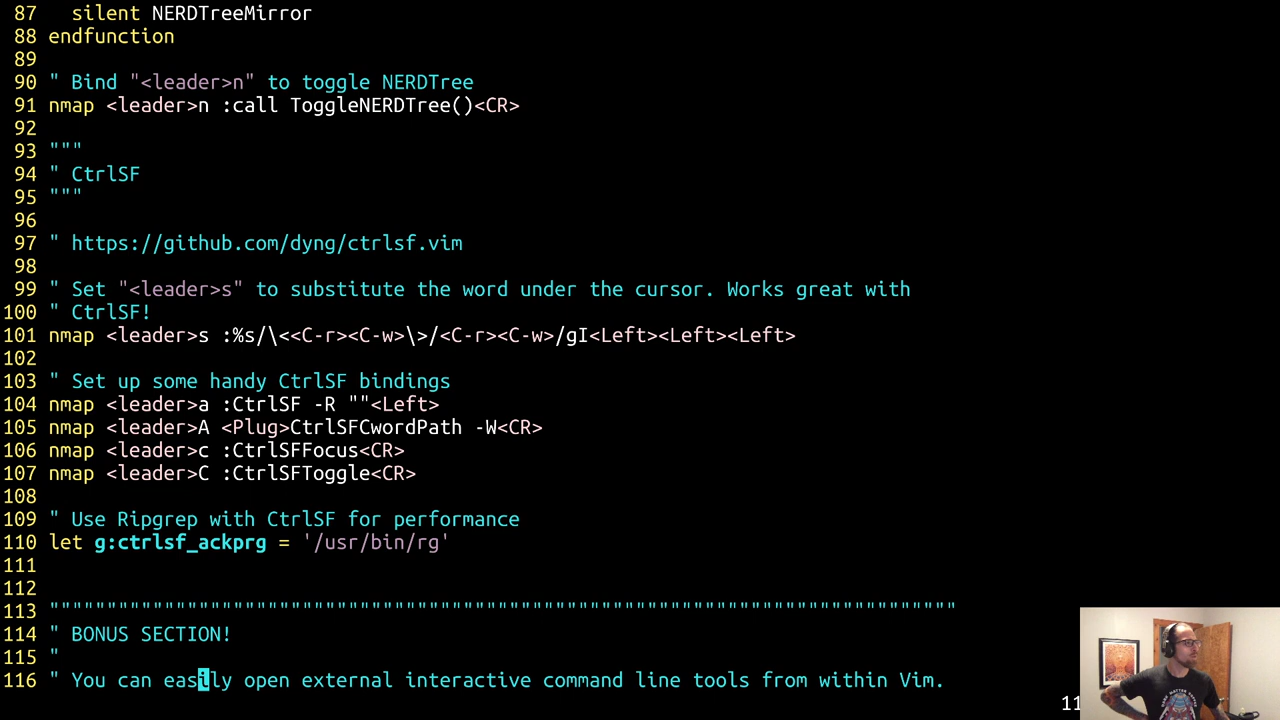 87   silent NERDTreeMirror
88 endfunction
89
90 " Bind "<leader>n" to toggle NERDTree
91 nmap <leader>n :call ToggleNERDTree()<CR>
92
93 """
94 " CtrlSF
95 """
96
97 " https://github.com/dyng/ctrlsf.vim
98
99 " Set "<leader>s" to substitute the word under the cursor. Works great with
100 " CtrlSF!
101 nmap <leader>s :%s/\<<C-r><C-w>\>/<C-r><C-w>/gI<Left><Left><Left>
102
103 " Set up some handy CtrlSF bindings
104 nmap <leader>a :CtrlSF -R ""<Left>
105 nmap <leader>A <Plug>CtrlSFCwordPath -W<CR>
106 nmap <leader>c :CtrlSFFocus<CR>
107 nmap <leader>C :CtrlSFToggle<CR>
108
109 " Use Ripgrep with CtrlSF for performance
110 let g:ctrlsf_ackprg = '/usr/bin/rg'
111
112
113 """""""""""""""""""""""""""""""""""""""""""""""""""""""""""""""""""""""""""""""
114 " BONUS SECTION!
115 "
116 " You can easily open external interactive command line tools from within Vim.